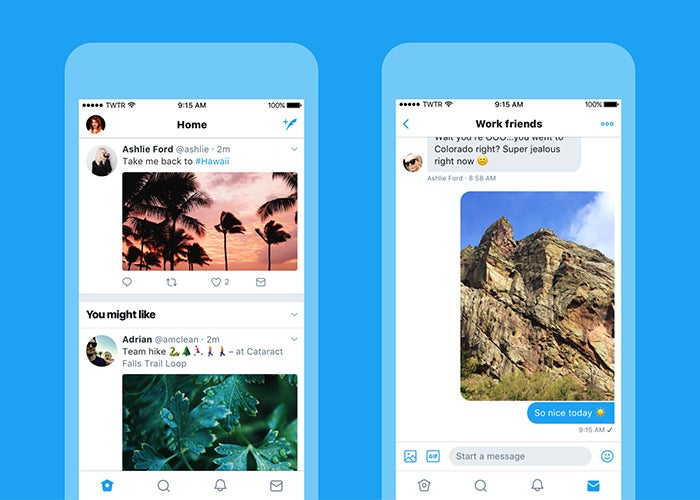 TWTR 9:15 AM 100%
Home
Ashlie Ford @ashlie · 2m
Take me back to #Hawaii
2
You might like
Adrian @amclean · 2m
Team hike 🐍🌲🏃🚶🚶 – at Cataract
Falls Trail Loop
TWTR 9:15 AM 100%
Work friends
Wait you're OOO...you went to
Colorado right? Super jealous
right now 😊
Ashlie Ford · 8:58 AM
So nice today ☀️
9:15 AM ✓
GIF
Start a message